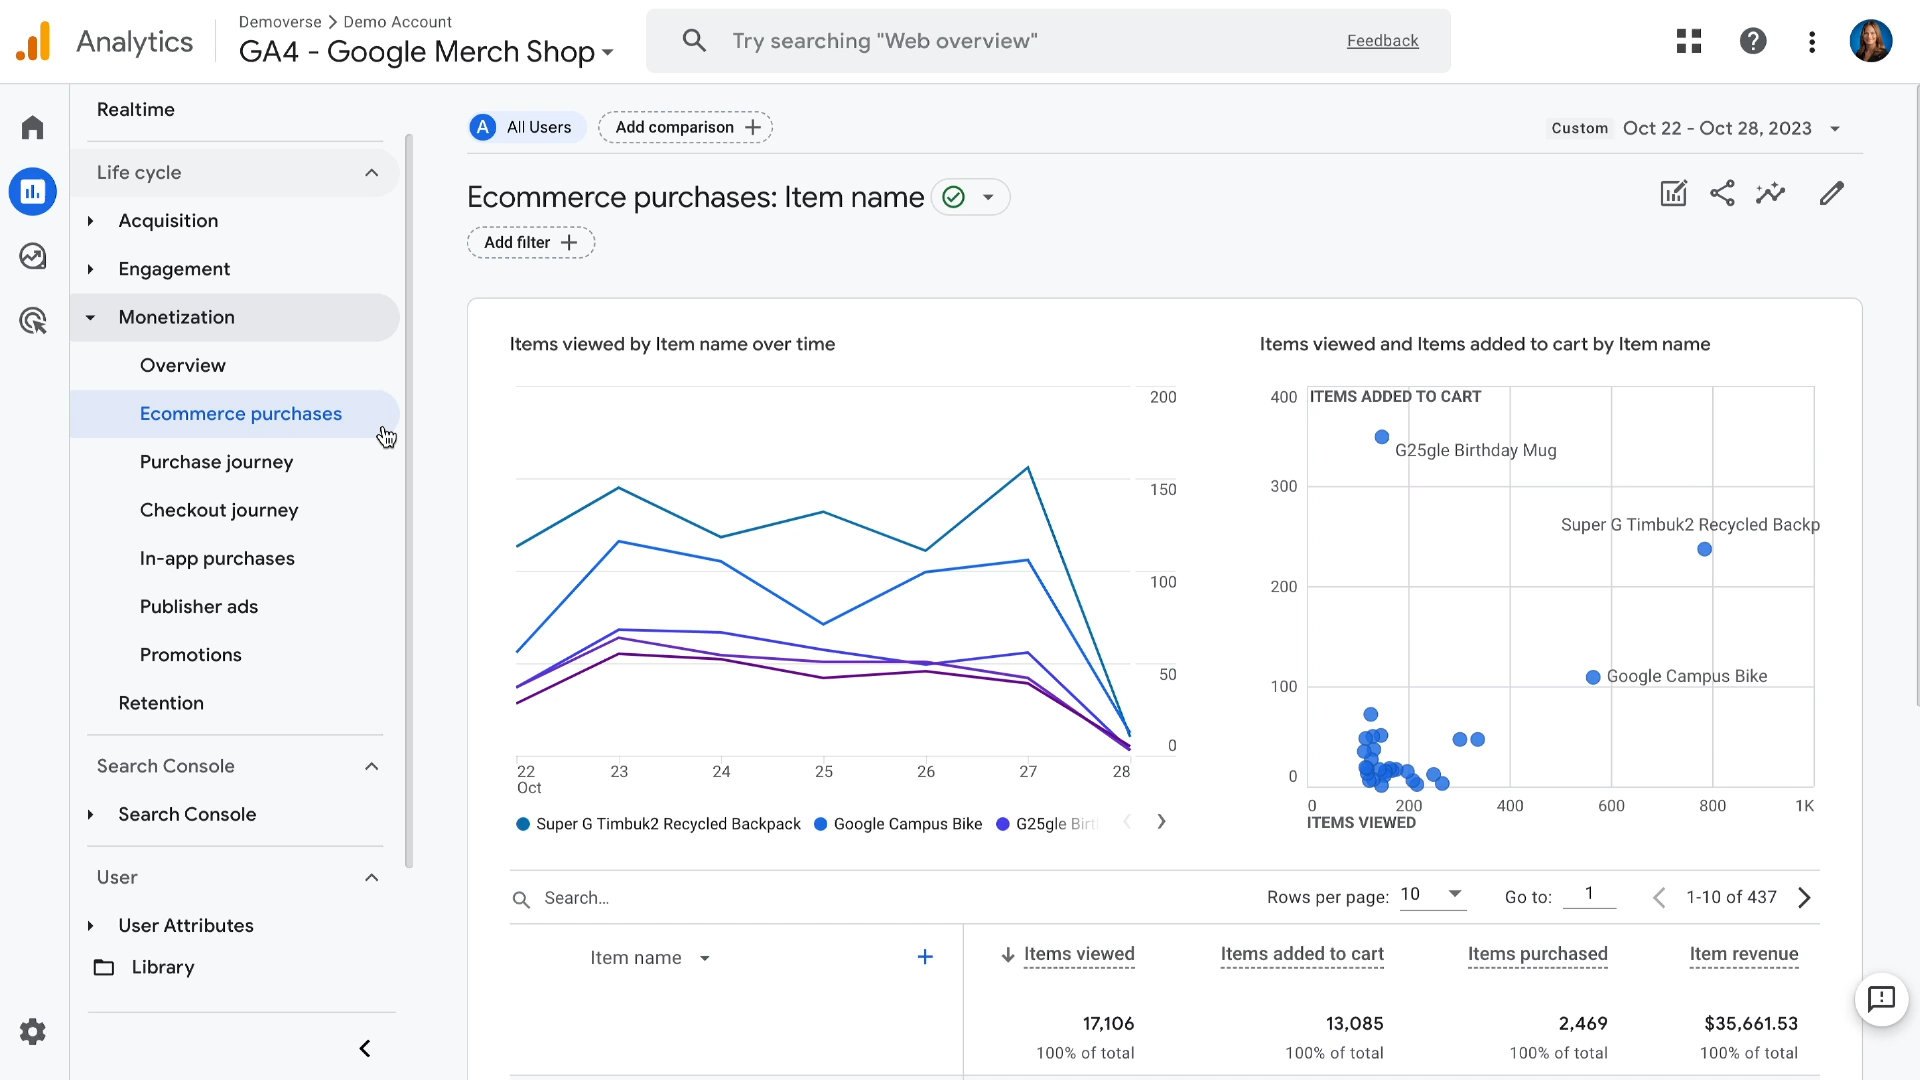 Analytics
Demoverse > Demo Account
GA4 - Google Merch Shop
Try searching "Web overview"
Feedback
Realtime
Life cycle
Acquisition
Engagement
Monetization
Overview
Ecommerce purchases
Purchase journey
Checkout journey
In-app purchases
Publisher ads
Promotions
Retention
Search Console
Search Console
User
User Attributes
Library
A All Users
Add comparison +
Custom Oct 22 - Oct 28, 2023
Ecommerce purchases: Item name
Add filter +
Items viewed by Item name over time
200
150
100
50
0
22 23 24 25 26 27 28
Oct
Super G Timbuk2 Recycled Backpack Google Campus Bike G25gle Birt
Items viewed and Items added to cart by Item name
400 ITEMS ADDED TO CART
G25gle Birthday Mug
300
Super G Timbuk2 Recycled Backp
200
Google Campus Bike
100
0
0 200 400 600 800 1K
ITEMS VIEWED
Search...
Rows per page: 10
Go to: 1
1-10 of 437
Item name +
Items viewed Items added to cart Items purchased Item revenue
17,106 13,085 2,469 $35,661.53
100% of total 100% of total 100% of total 100% of total